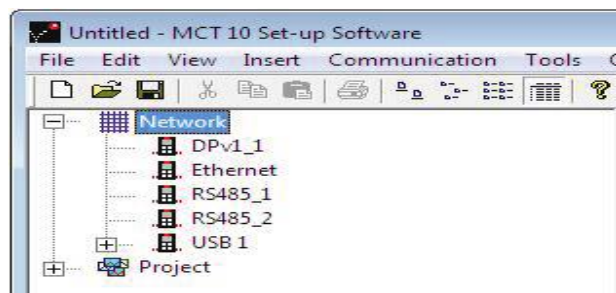 Untitled - MCT 10 Set-up Software
File Edit View Insert Communication Tools
Network
DPv1_1
Ethernet
RS485_1
RS485_2
USB 1
Project